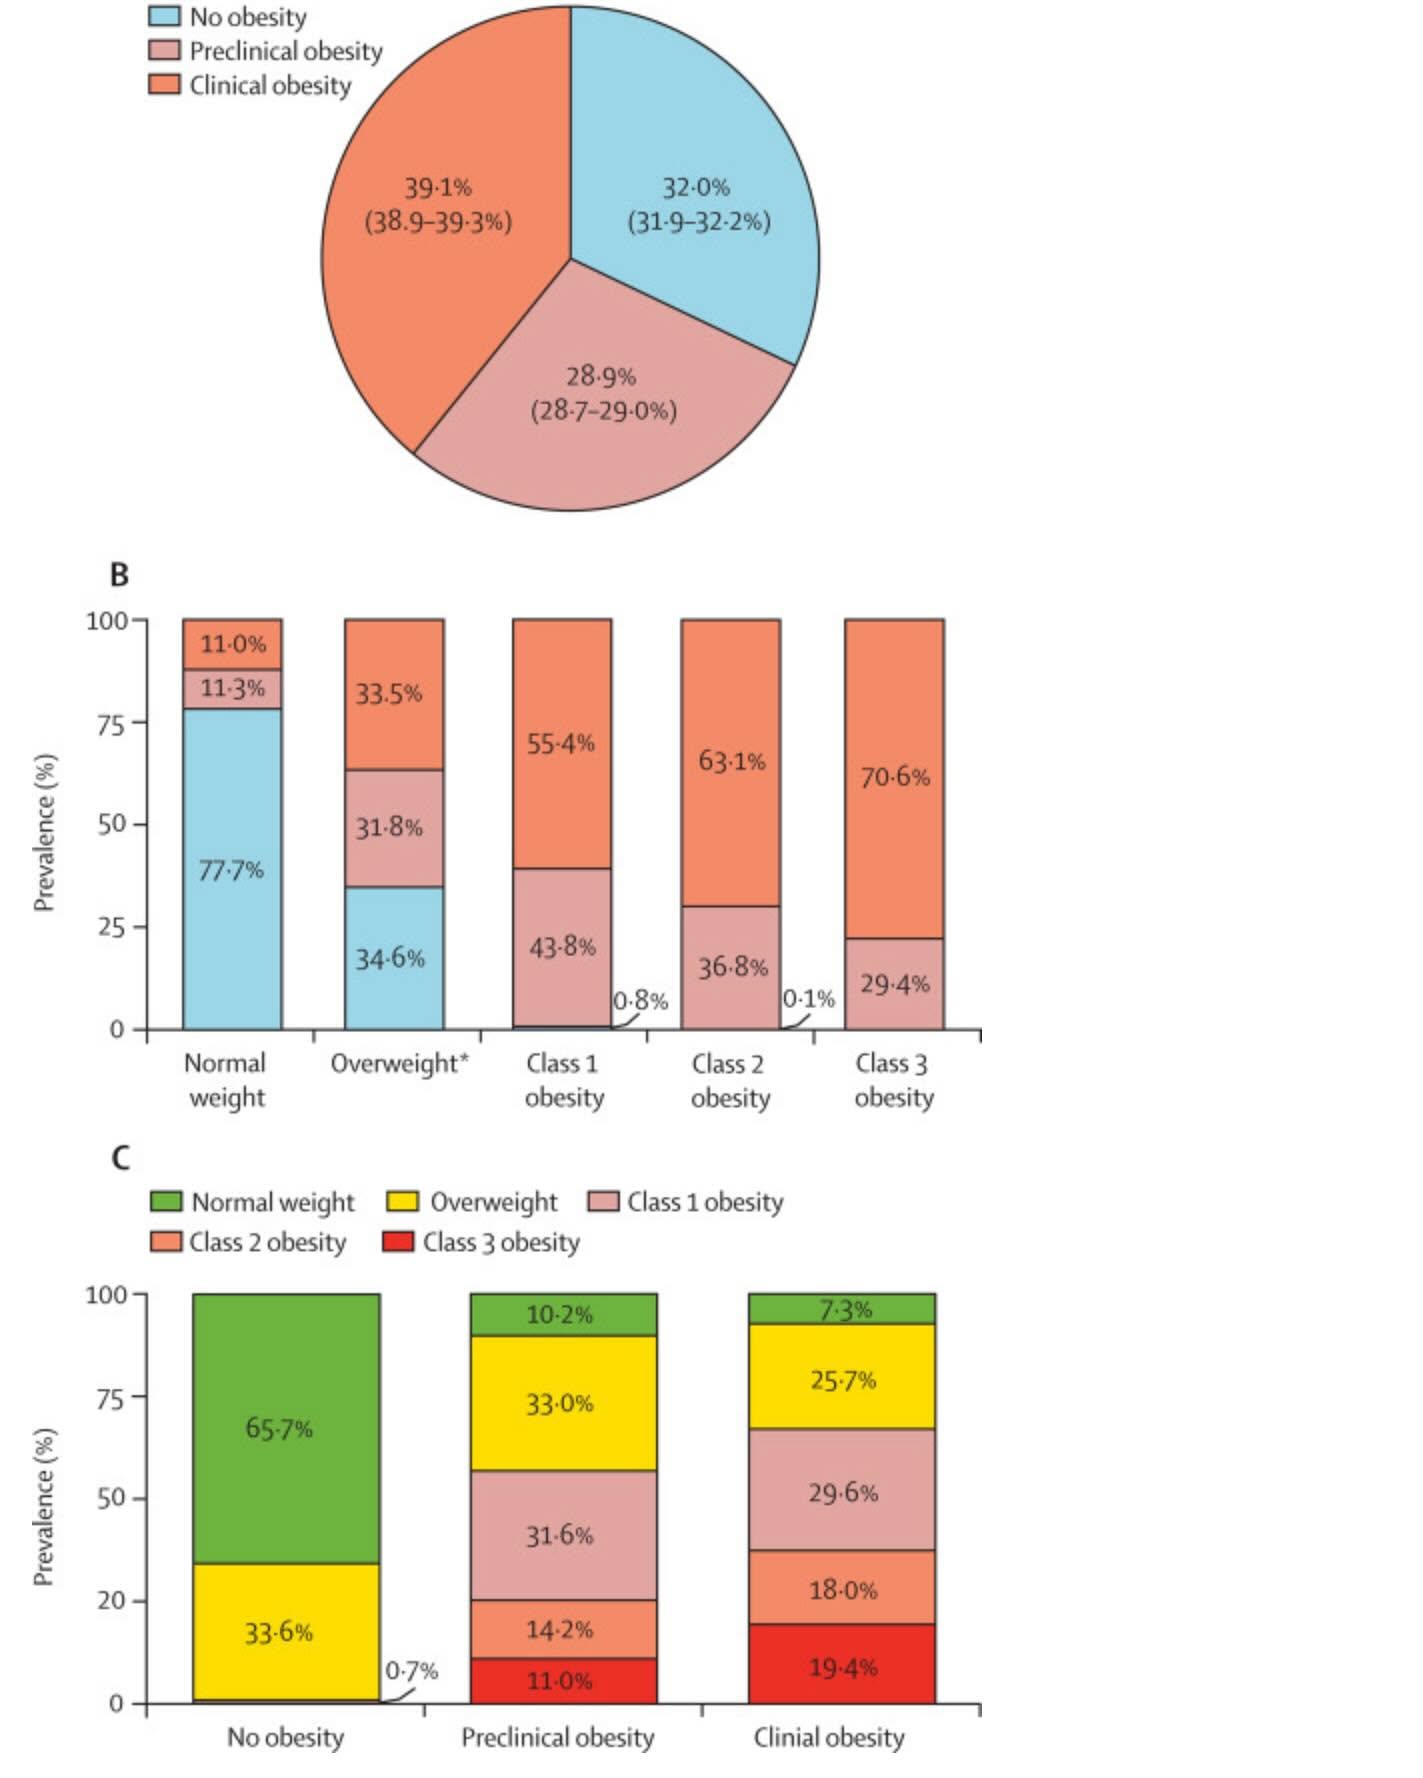 No obesity
Preclinical obesity
Clinical obesity
39·1%
(38.9–39·3%)
32·0%
(31·9–32·2%)
28·9%
(28·7–29·0%)
B
Prevalence (%)
100
75
50
25
0
11·0%
11·3%
77·7%
33.5%
31·8%
34·6%
55·4%
43·8%
0·8%
63·1%
36·8%
0·1%
70·6%
29·4%
Normal
weight
Overweight*
Class 1
obesity
Class 2
obesity
Class 3
obesity
C
Normal weight
Overweight
Class 1 obesity
Class 2 obesity
Class 3 obesity
Prevalence (%)
100
75
50
20
0
65·7%
33·6%
0·7%
10·2%
33·0%
31·6%
14·2%
11·0%
7·3%
25·7%
29·6%
18·0%
19·4%
No obesity
Preclinical obesity
Clinial obesity